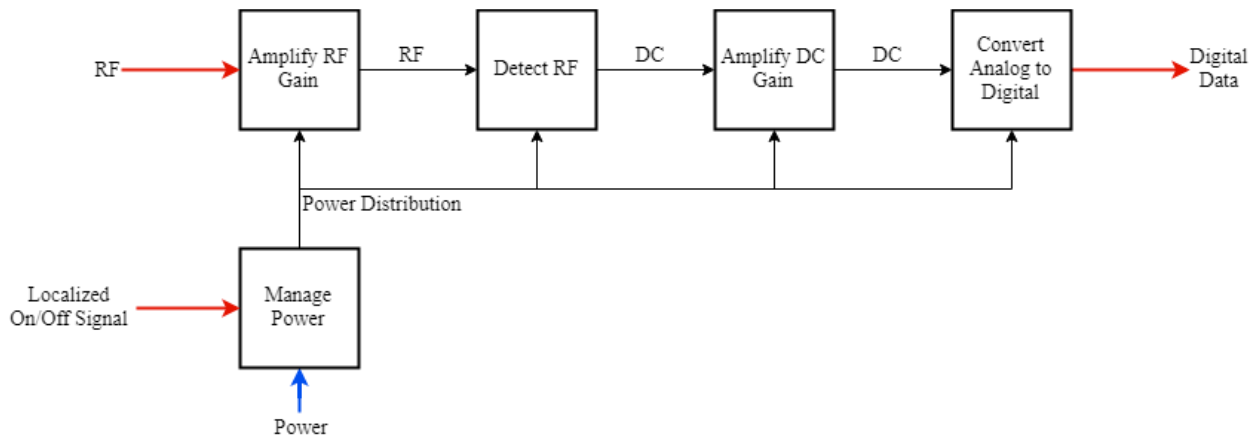 RF
Amplify RF
Gain
RF
Detect RF
DC
Amplify DC
Gain
DC
Convert
Analog to
Digital
Digital
Data
Power Distribution
Localized
On/Off Signal
Manage
Power
Power